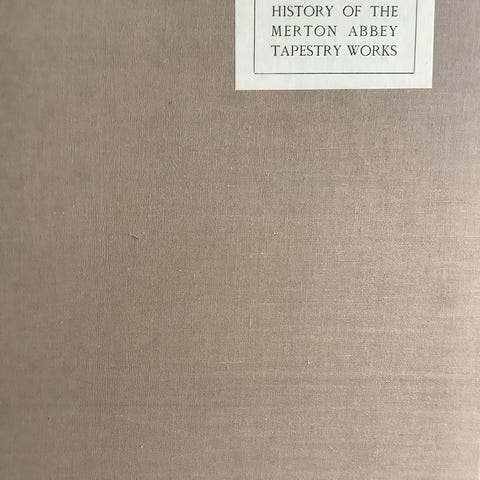 HISTORY OF THE
MERTON ABBEY
TAPESTRY WORKS